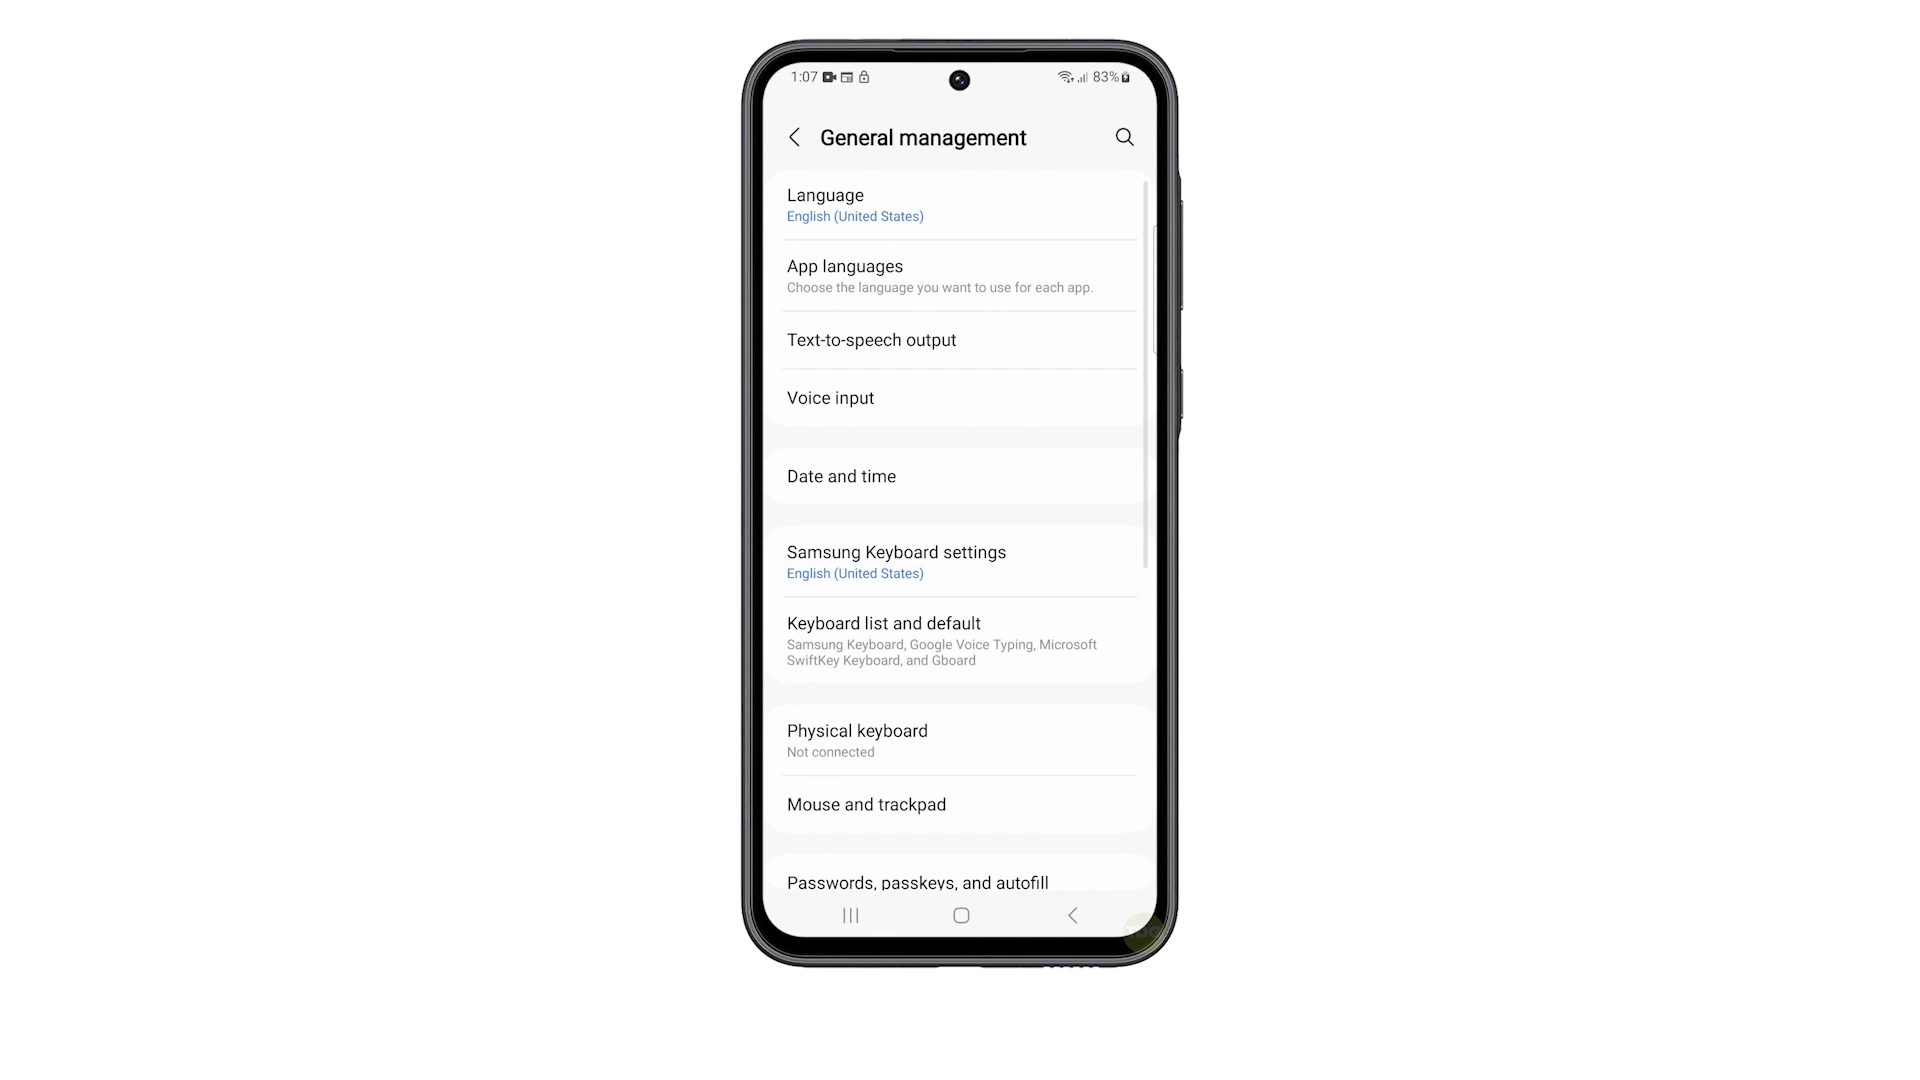 1:07 83%
General management
Language
English (United States)
App languages
Choose the language you want to use for each app.
Text-to-speech output
Voice input
Date and time
Samsung Keyboard settings
English (United States)
Keyboard list and default
Samsung Keyboard, Google Voice Typing, Microsoft
SwiftKey Keyboard, and Gboard
Physical keyboard
Not connected
Mouse and trackpad
Passwords, passkeys, and autofill